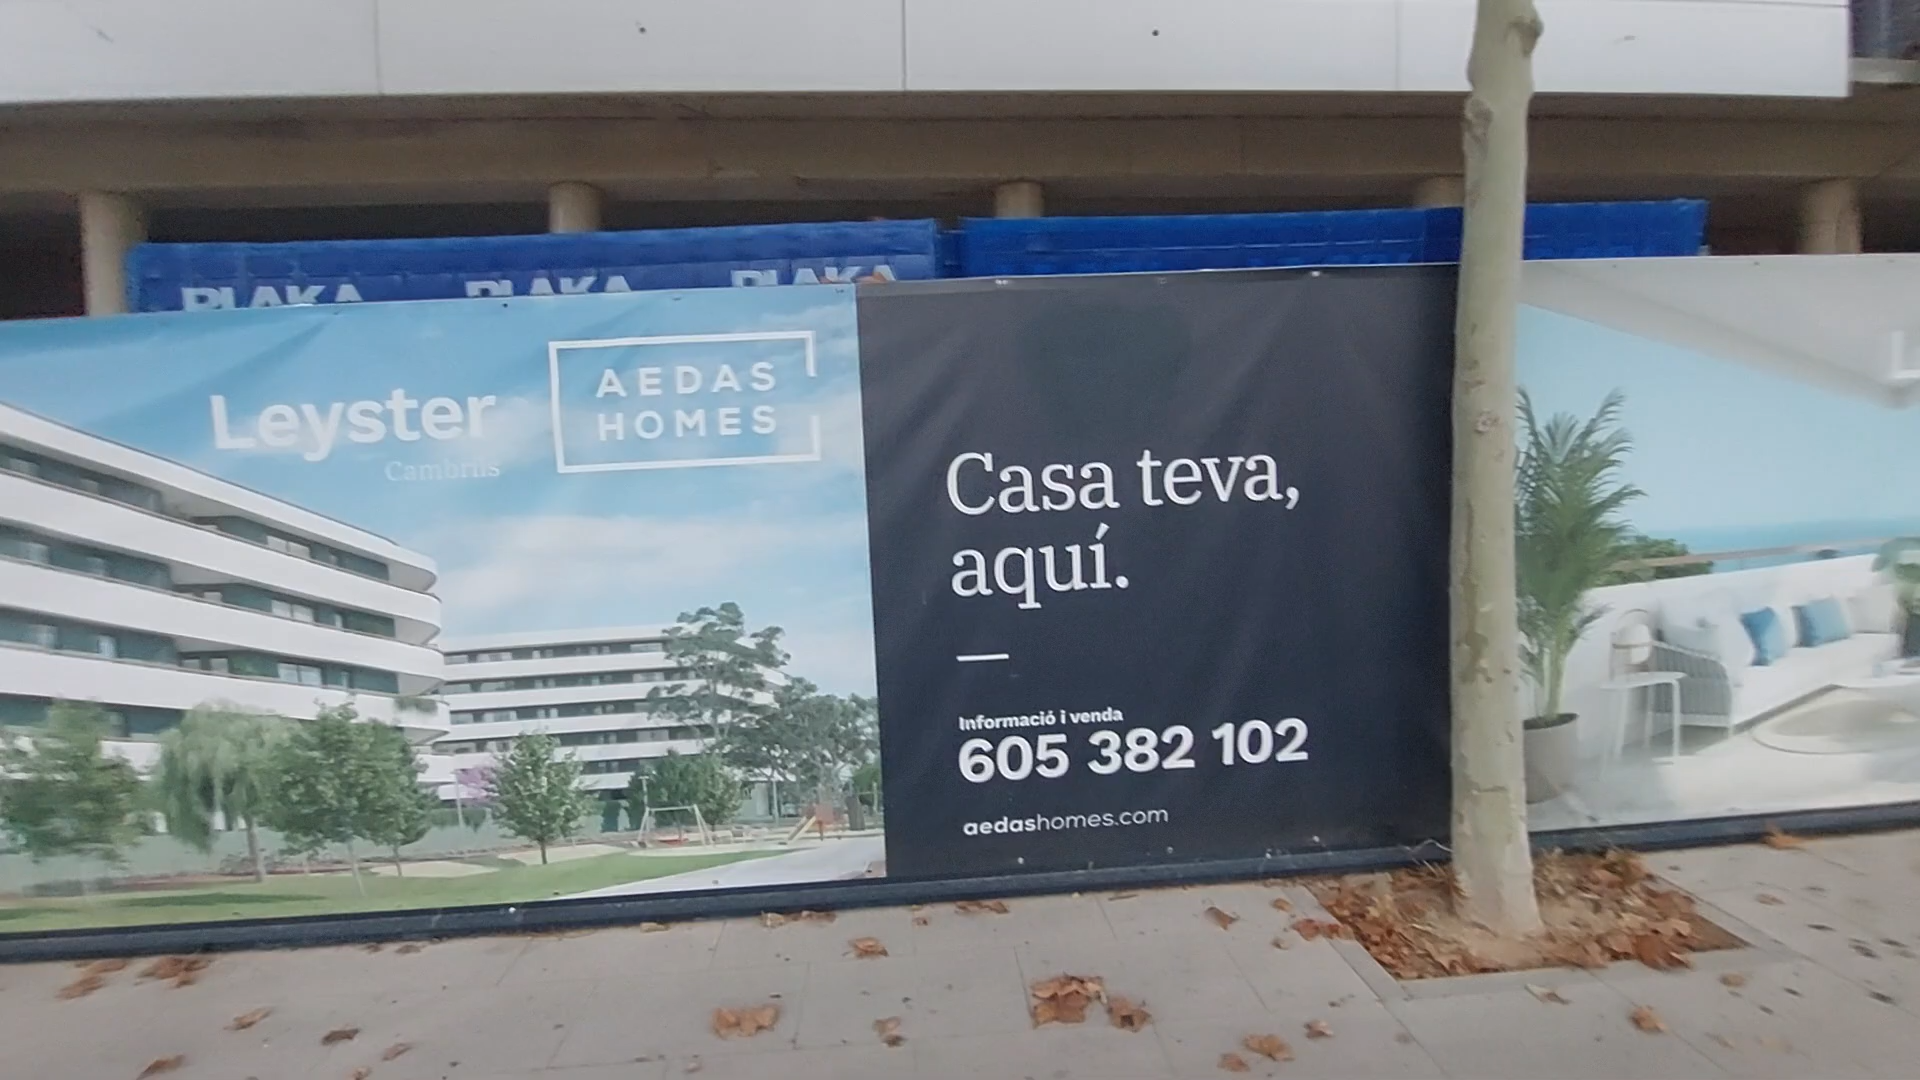 PLAKA PLAKA PLAKA
Leyster
Cambrils
AEDAS
HOMES
Casa teva,
aquí.
Informació i venda
605 382 102
aedashomes.com